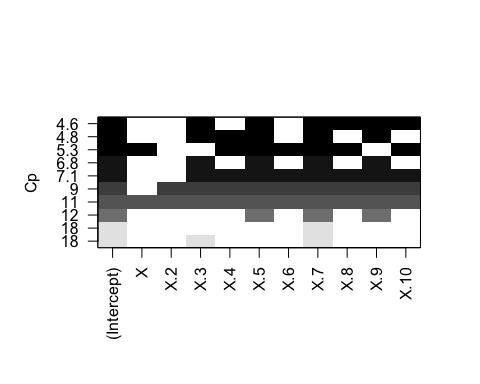 Cp
4.6
4.8
5.3
6.8
7.1
9
11
12
18
18
(Intercept)
X
X.2
X.3
X.4
X.5
X.6
X.7
X.8
X.9
X.10